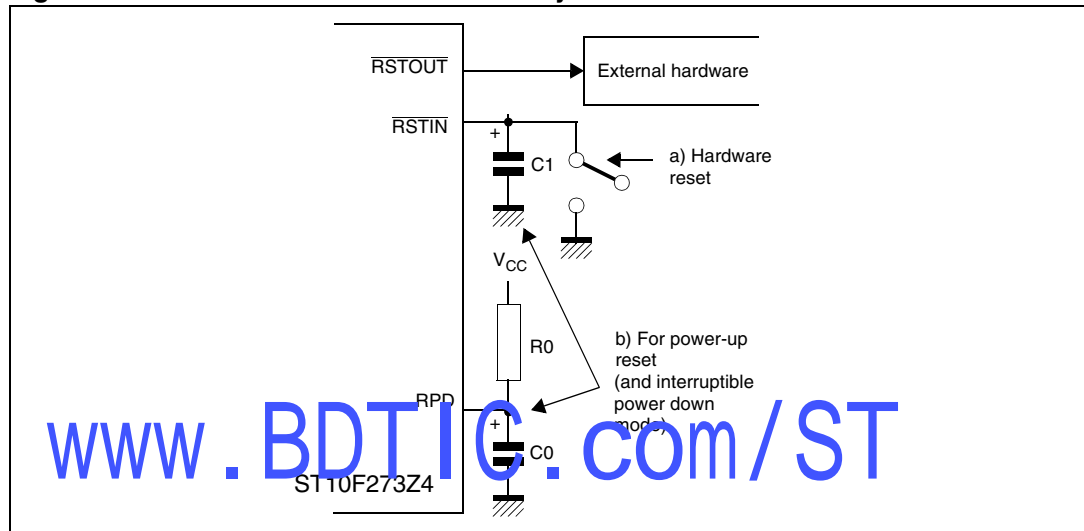 RSTOUT
External hardware
RSTIN
+
C1
a) Hardware
reset
VCC
R0
b) For power-up
reset
(and interruptible
power down
mode)
RPD
+
C0
www.BDTIC.com/ST
ST10F273Z4